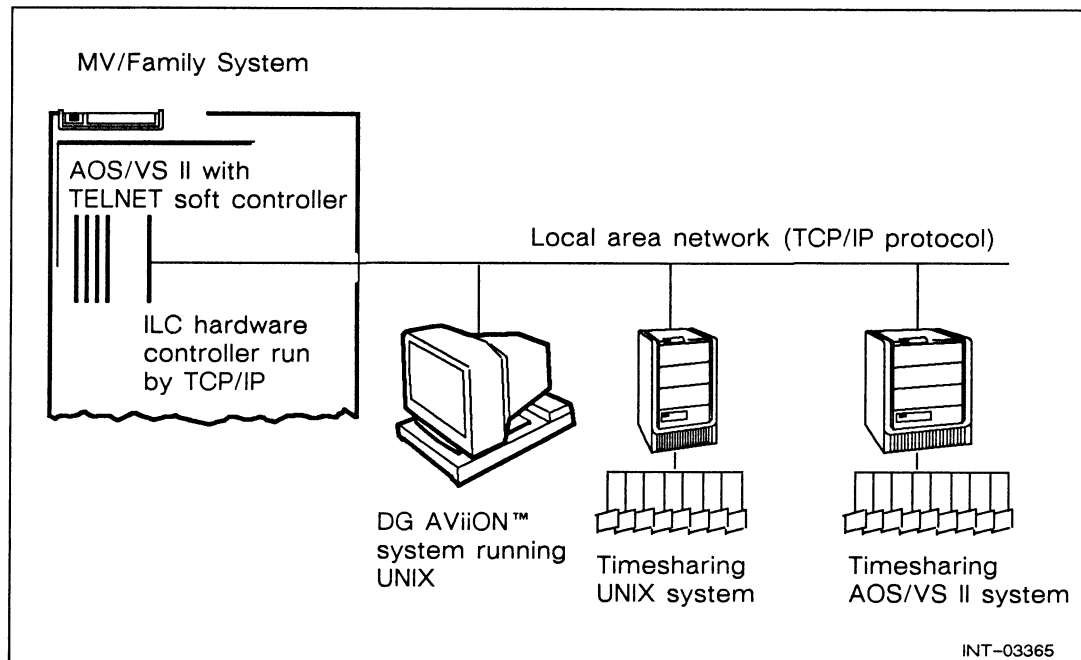 MV/Family System
AOS/VS II with
TELNET soft controller
Local area network (TCP/IP protocol)
ILC hardware
controller run
by TCP/IP
DG AViiON™
system running
UNIX
Timesharing
UNIX system
Timesharing
AOS/VS II system
INT-03365